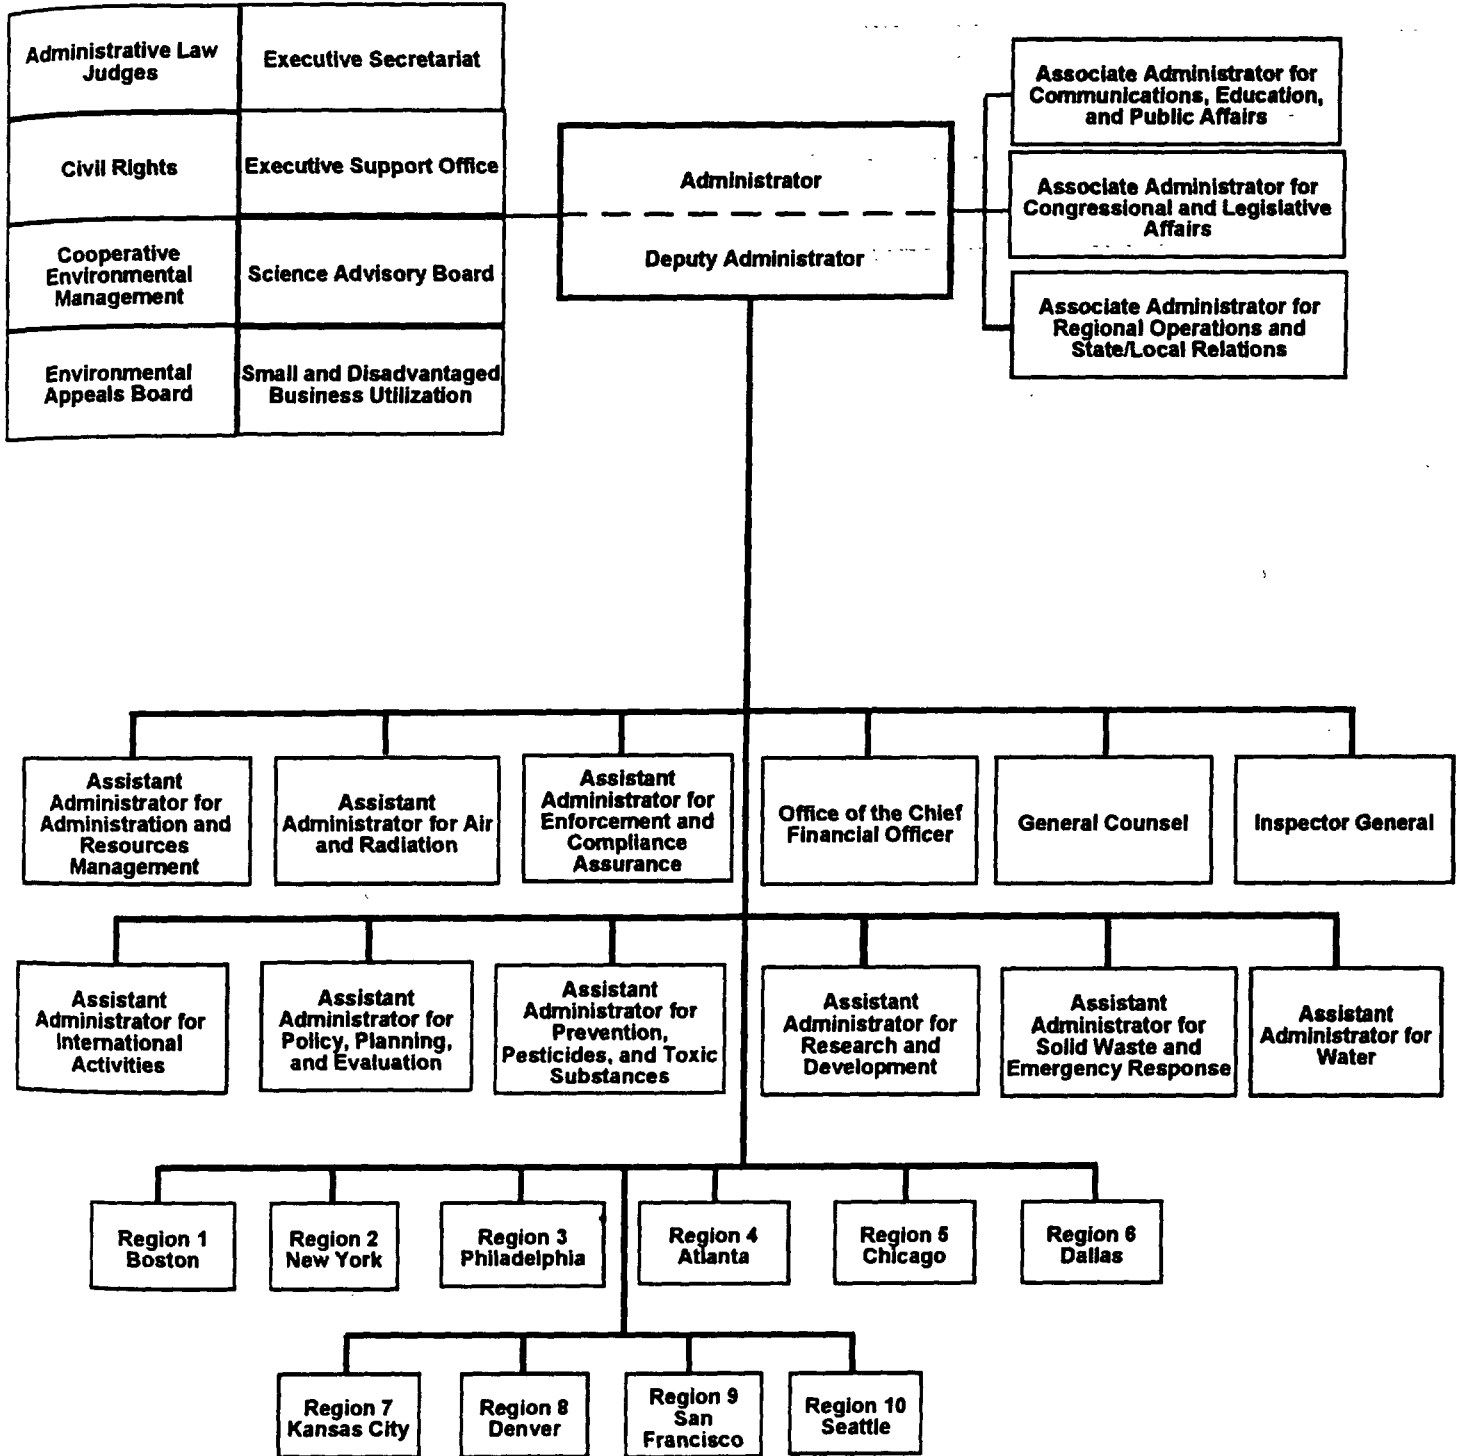 Administrative Law
Judges
Executive Secretariat
Civil Rights
Executive Support Office
Cooperative
Environmental
Management
Science Advisory Board
Environmental
Appeals Board
Small and Disadvantaged
Business Utilization
Administrator
Deputy Administrator
Associate Administrator for
Communications, Education,
and Public Affairs
Associate Administrator for
Congressional and Legislative
Affairs
Associate Administrator for
Regional Operations and
State/Local Relations
Assistant
Administrator for
Administration and
Resources
Management
Assistant
Administrator for Air
and Radiation
Assistant
Administrator for
Enforcement and
Compliance
Assurance
Office of the Chief
Financial Officer
General Counsel
Inspector General
Assistant
Administrator for
International
Activities
Assistant
Administrator for
Policy, Planning,
and Evaluation
Assistant
Administrator for
Prevention,
Pesticides, and Toxic
Substances
Assistant
Administrator for
Research and
Development
Assistant
Administrator for
Solid Waste and
Emergency Response
Assistant
Administrator for
Water
Region 1
Boston
Region 2
New York
Region 3
Philadelphia
Region 4
Atlanta
Region 5
Chicago
Region 6
Dallas
Region 7
Kansas City
Region 8
Denver
Region 9
San
Francisco
Region 10
Seattle